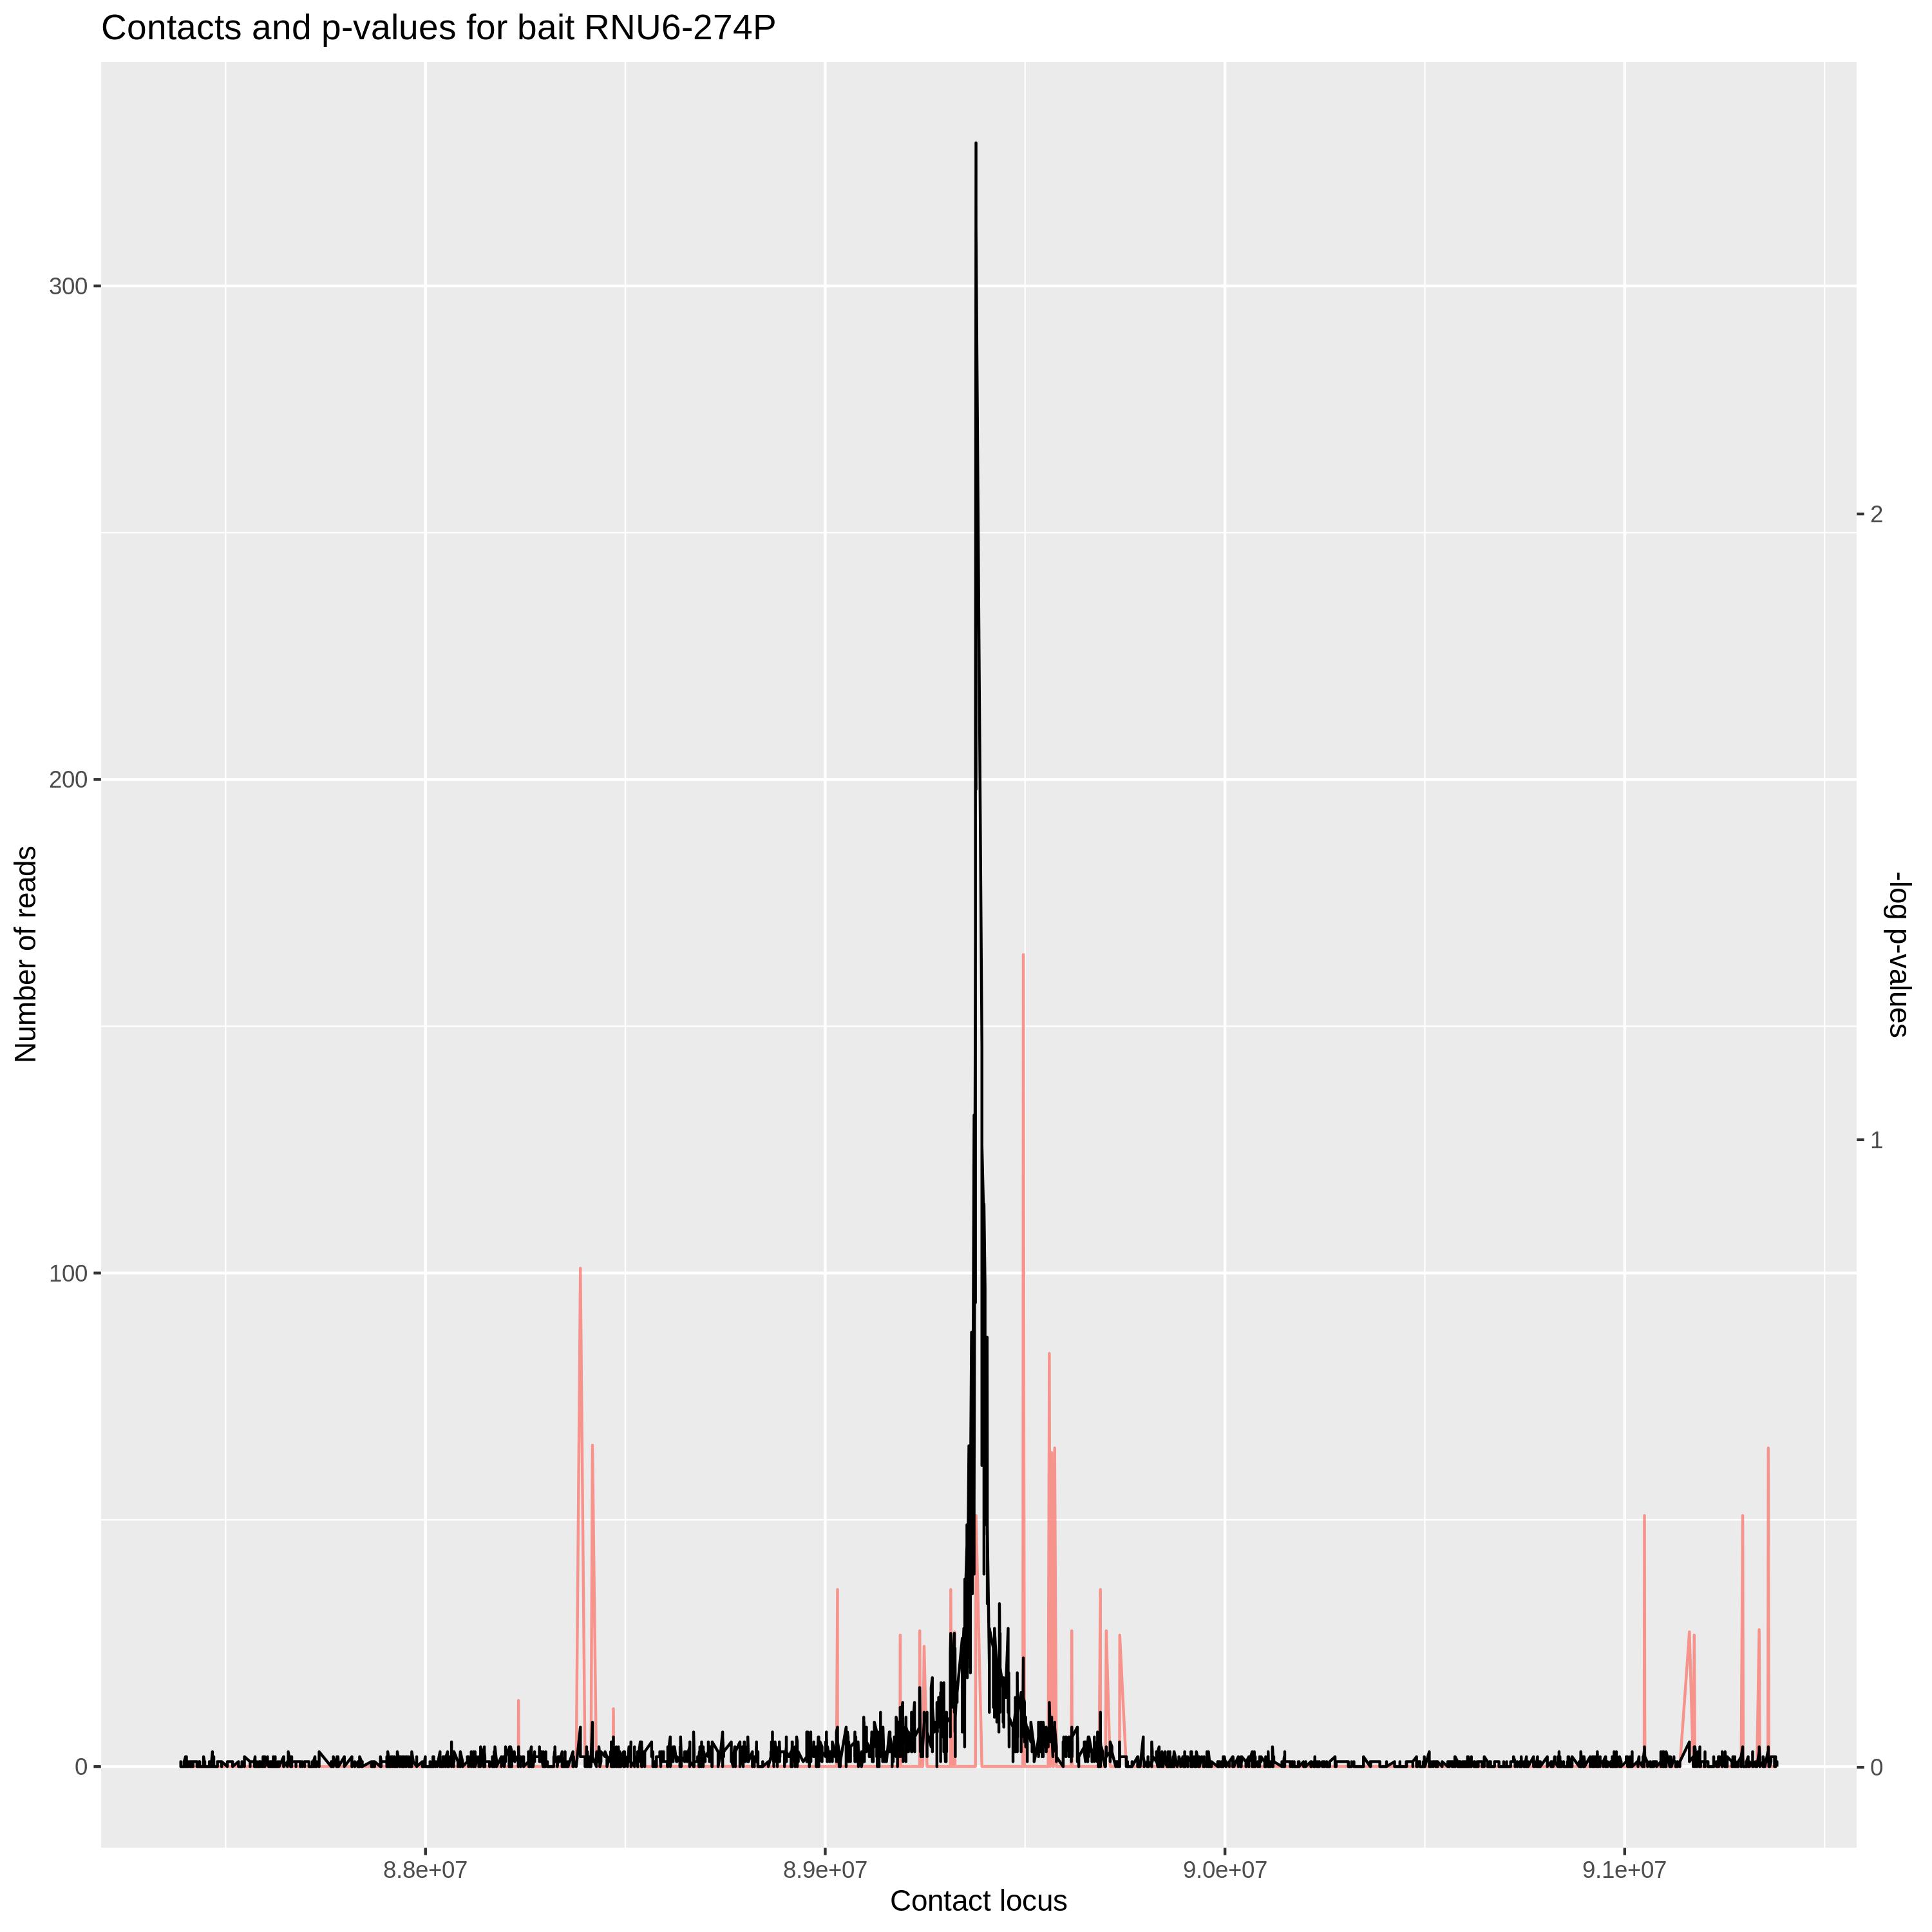 Contacts and p-values for bait RNU6-274P
300
200
100
0
Number of reads
2
1
0
-log p-values
8.8e+07
8.9e+07
9.0e+07
9.1e+07
Contact locus